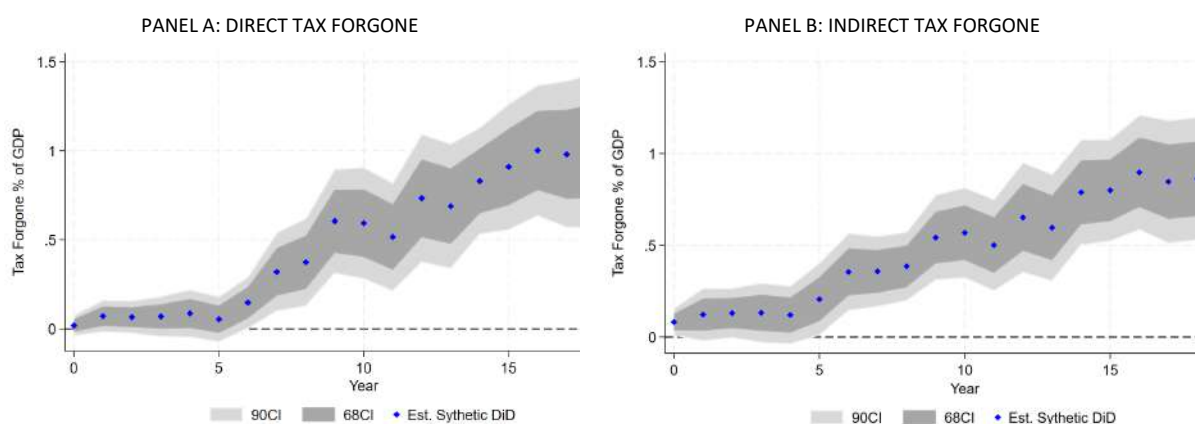 PANEL A: DIRECT TAX FORGONE
1.5
1
.5
0
Tax Forgone % of GDP
0 5 10 15
Year
90CI 68CI Est. Sythetic DiD
PANEL B: INDIRECT TAX FORGONE
1.5
1
.5
0
Tax Forgone % of GDP
0 5 10 15
Year
90CI 68CI Est. Sythetic DiD